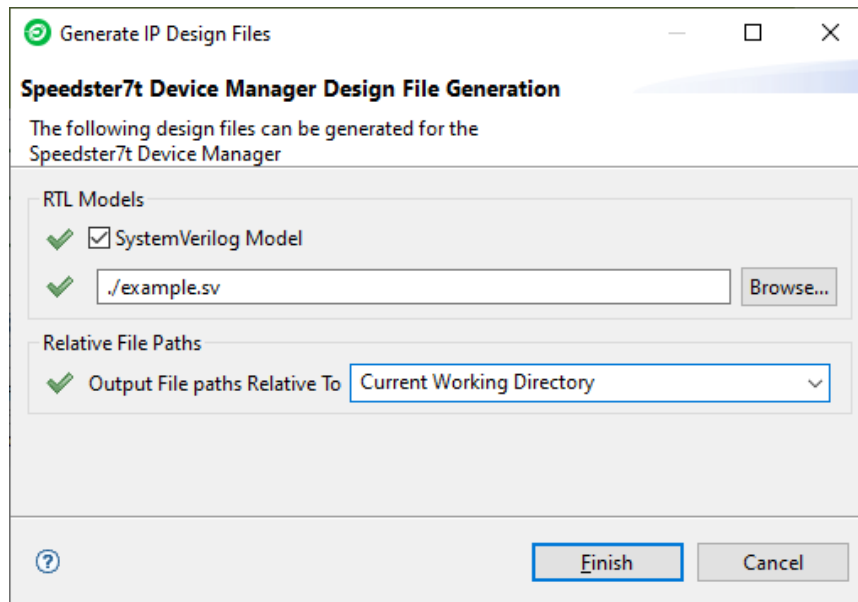 Generate IP Design Files
Speedster7t Device Manager Design File Generation
The following design files can be generated for the
Speedster7t Device Manager
RTL Models
SystemVerilog Model
./example.sv
Browse...
Relative File Paths
Output File paths Relative To Current Working Directory
?
Finish Cancel